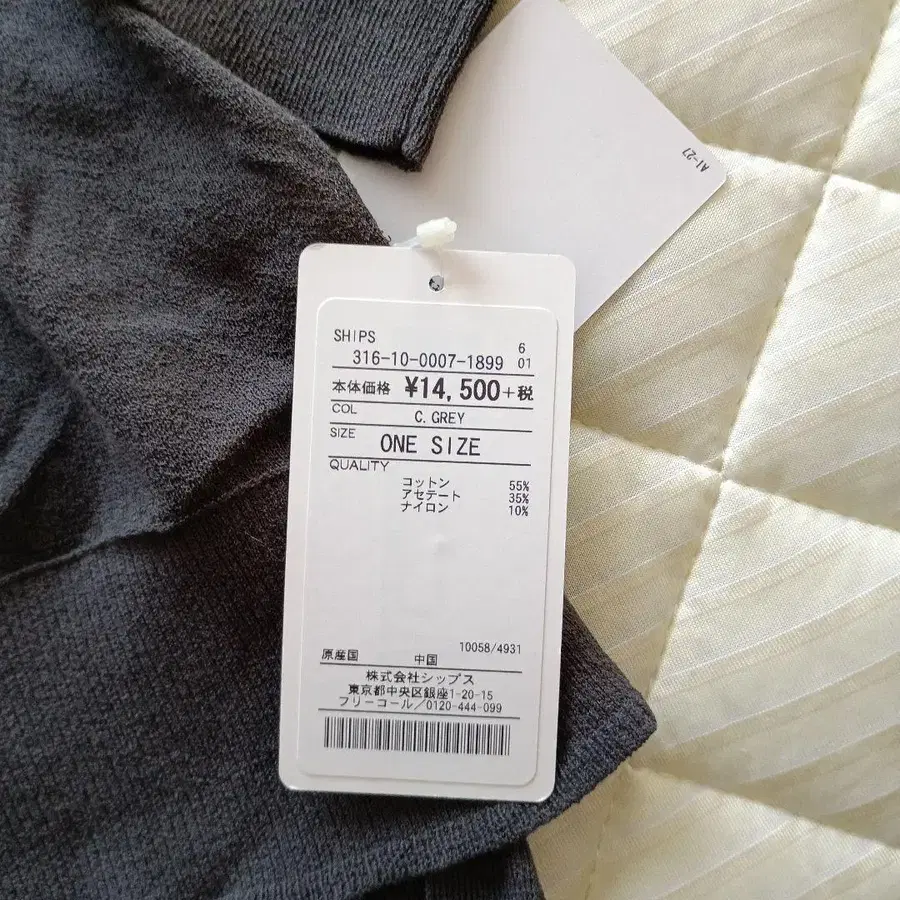 A1-27
SHIPS
316-10-0007-1899 6 01
本体価格 ¥14,500+税
COL C.GREY
SIZE ONE SIZE
QUALITY
コットン 55%
アセテート 35%
ナイロン 10%
10058/4931
原産国 中国
株式会社シップス
東京都中央区銀座1-20-15
フリーコール/0120-444-099